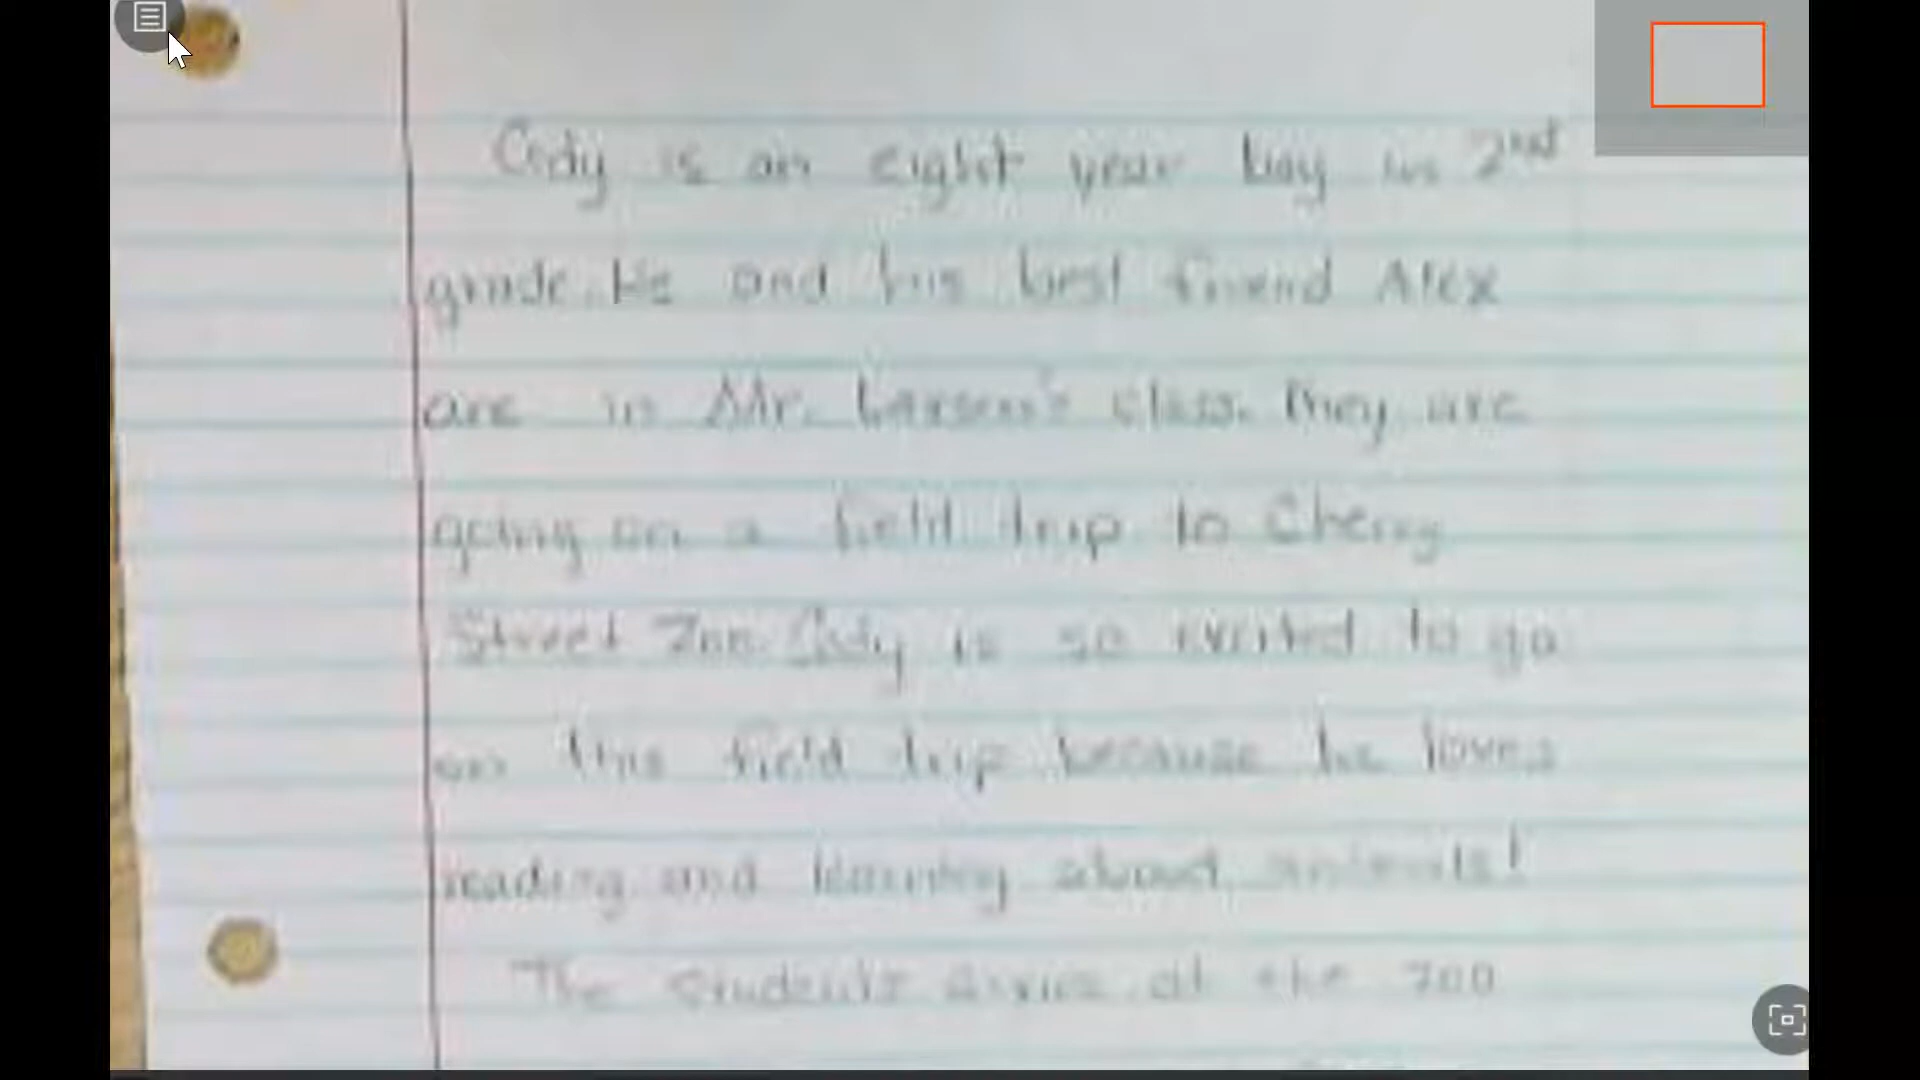 Cody is an eight year boy in 2nd
grade. He and his best friend Alex
are in Mr. Larson's class. They are
going on a field trip to Cherry
Street Zoo. Cody is so excited to go
on this field trip because he loves
reading and learning about animals!
The students arrive at the zoo